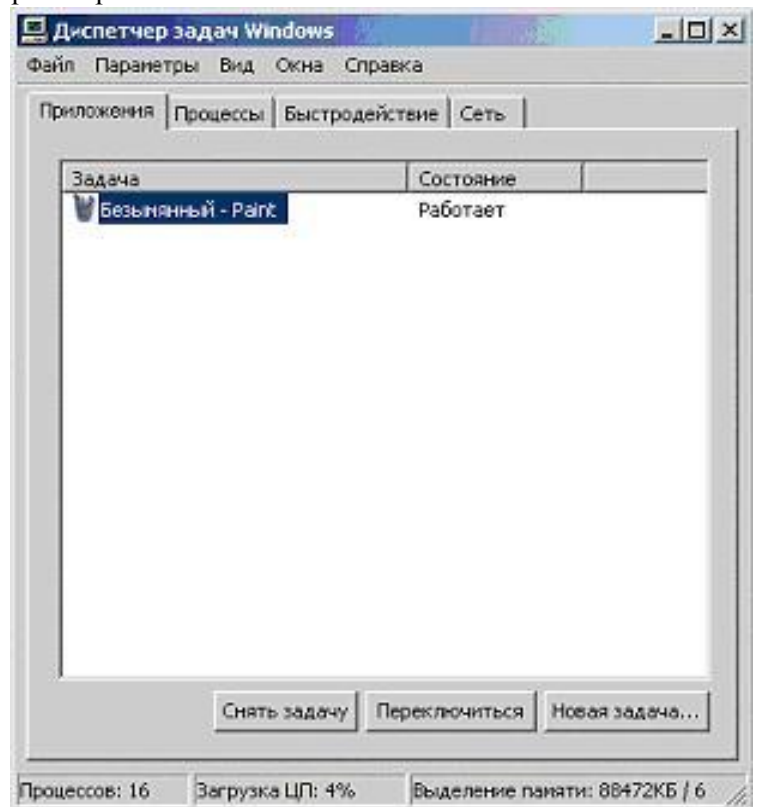 Диспетчер задач Windows
Файл Параметры Вид Окна Справка
Приложения Процессы Быстродействие Сеть
Задача Состояние
Безымянный - Paint Работает
Снять задачу Переключиться Новая задача...
Процессов: 16 Загрузка ЦП: 4% Выделение памяти: 88472КБ / 6